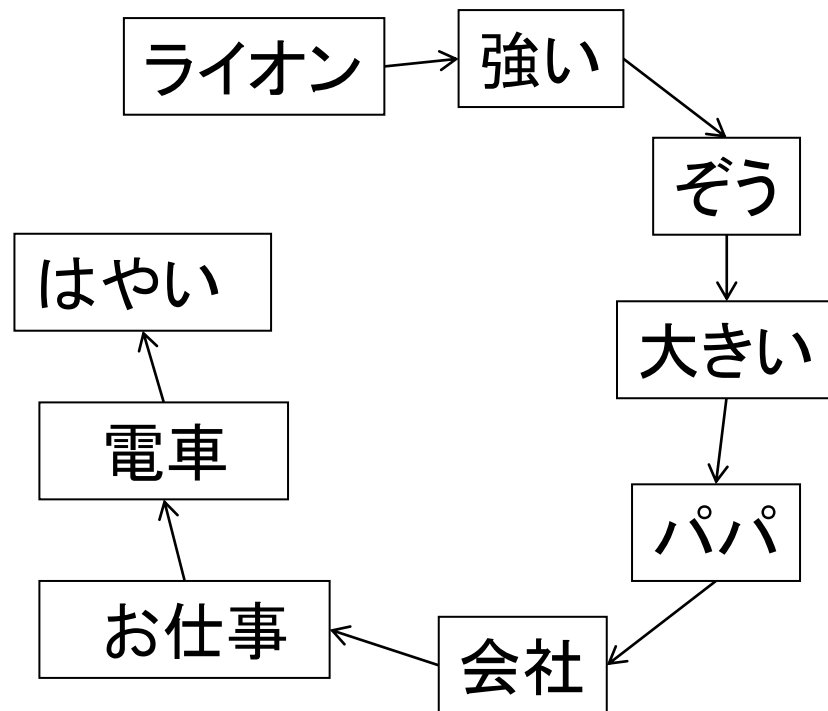 ライオン
強い
ぞう
大きい
パパ
会社
お仕事
電車
はやい